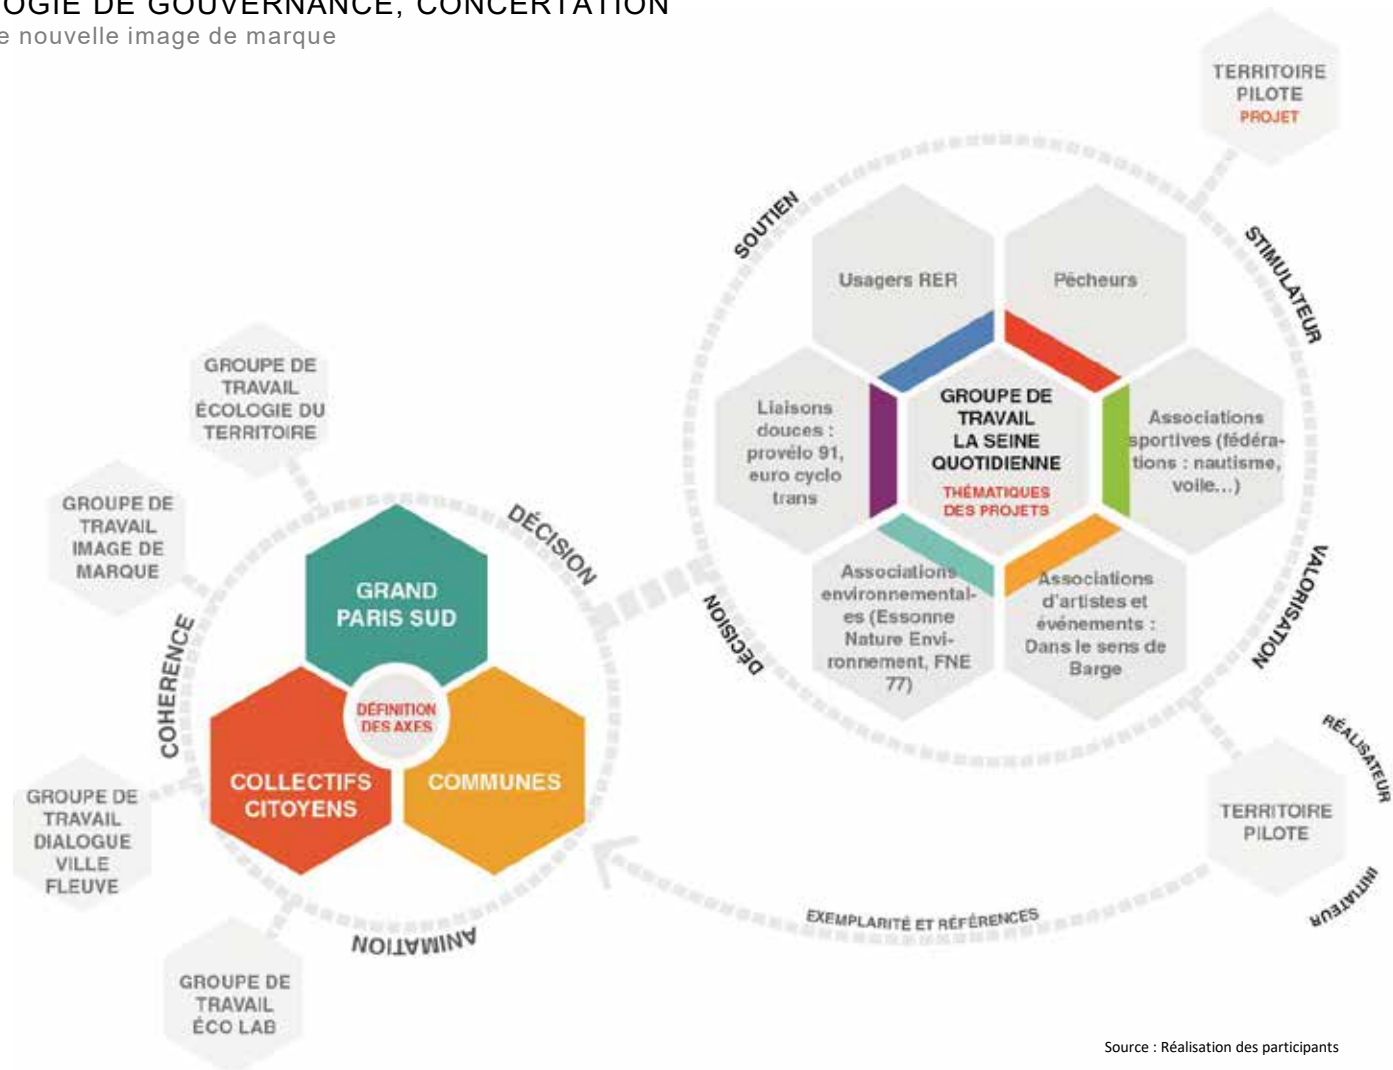 OGIE DE GOUVERNANCE, CONCERTATION
e nouvelle image de marque
TERRITOIRE
PILOTE
PROJET
SOUTIEN
STIMULATEUR
Usagers RER
Pêcheurs
GROUPE DE
TRAVAIL
ÉCOLOGIE DU
TERRITOIRE
Liaisons
douces :
provélo 91,
euro cyclo
trans
GROUPE DE
TRAVAIL
LA SEINE
QUOTIDIENNE
THÉMATIQUES
DES PROJETS
Associations
sportives (fédéra-
tions : nautisme,
voile...)
GROUPE DE
TRAVAIL
IMAGE DE
MARQUE
DÉCISION
GRAND
PARIS SUD
Associations
environnemental-
es (Essonne
Nature Envi-
ronnement, FNE
77)
Associations
d'artistes et
événements :
Dans le sens de
Barge
DÉCISION
VALORISATION
COHERENCE
DÉFINITION
DES AXES
COLLECTIFS
CITOYENS
COMMUNES
RÉALISATEUR
TERRITOIRE
PILOTE
INITIATEUR
GROUPE DE
TRAVAIL
DIALOGUE
VILLE
FLEUVE
EXEMPLARITÉ ET RÉFÉRENCES
ANIMATION
GROUPE DE
TRAVAIL
ÉCO LAB
Source : Réalisation des participants